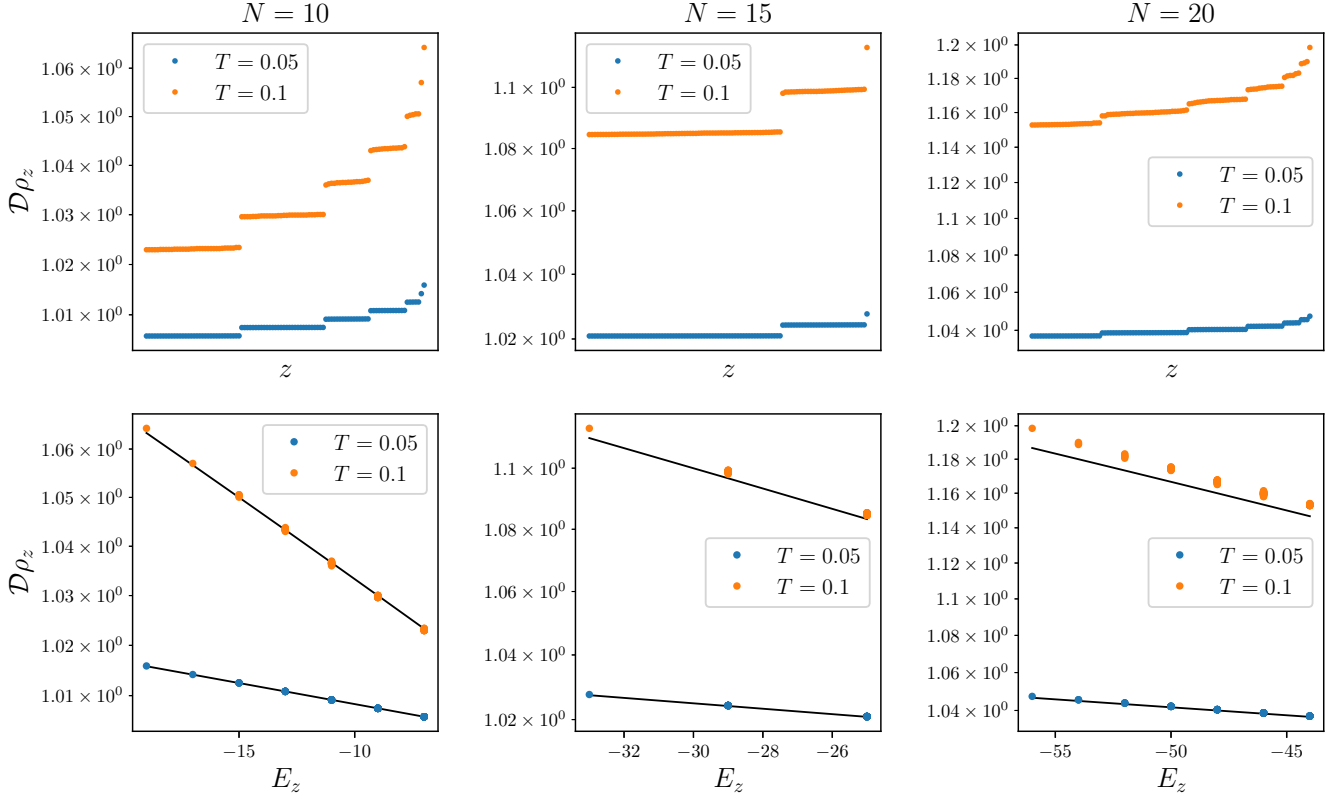 N = 10
N = 15
N = 20
𝒟ρ_z
1.06 × 10⁰
1.05 × 10⁰
1.04 × 10⁰
1.03 × 10⁰
1.02 × 10⁰
1.01 × 10⁰
T = 0.05
T = 0.1
z
1.1 × 10⁰
1.08 × 10⁰
1.06 × 10⁰
1.04 × 10⁰
1.02 × 10⁰
T = 0.05
T = 0.1
z
1.2 × 10⁰
1.18 × 10⁰
1.16 × 10⁰
1.14 × 10⁰
1.12 × 10⁰
1.1 × 10⁰
1.08 × 10⁰
1.06 × 10⁰
1.04 × 10⁰
T = 0.05
T = 0.1
z
𝒟ρ_z
1.06 × 10⁰
1.05 × 10⁰
1.04 × 10⁰
1.03 × 10⁰
1.02 × 10⁰
1.01 × 10⁰
T = 0.05
T = 0.1
−15 −10
E_z
1.1 × 10⁰
1.08 × 10⁰
1.06 × 10⁰
1.04 × 10⁰
1.02 × 10⁰
T = 0.05
T = 0.1
−32 −30 −28 −26
E_z
1.2 × 10⁰
1.18 × 10⁰
1.16 × 10⁰
1.14 × 10⁰
1.12 × 10⁰
1.1 × 10⁰
1.08 × 10⁰
1.06 × 10⁰
1.04 × 10⁰
T = 0.05
T = 0.1
−55 −50 −45
E_z